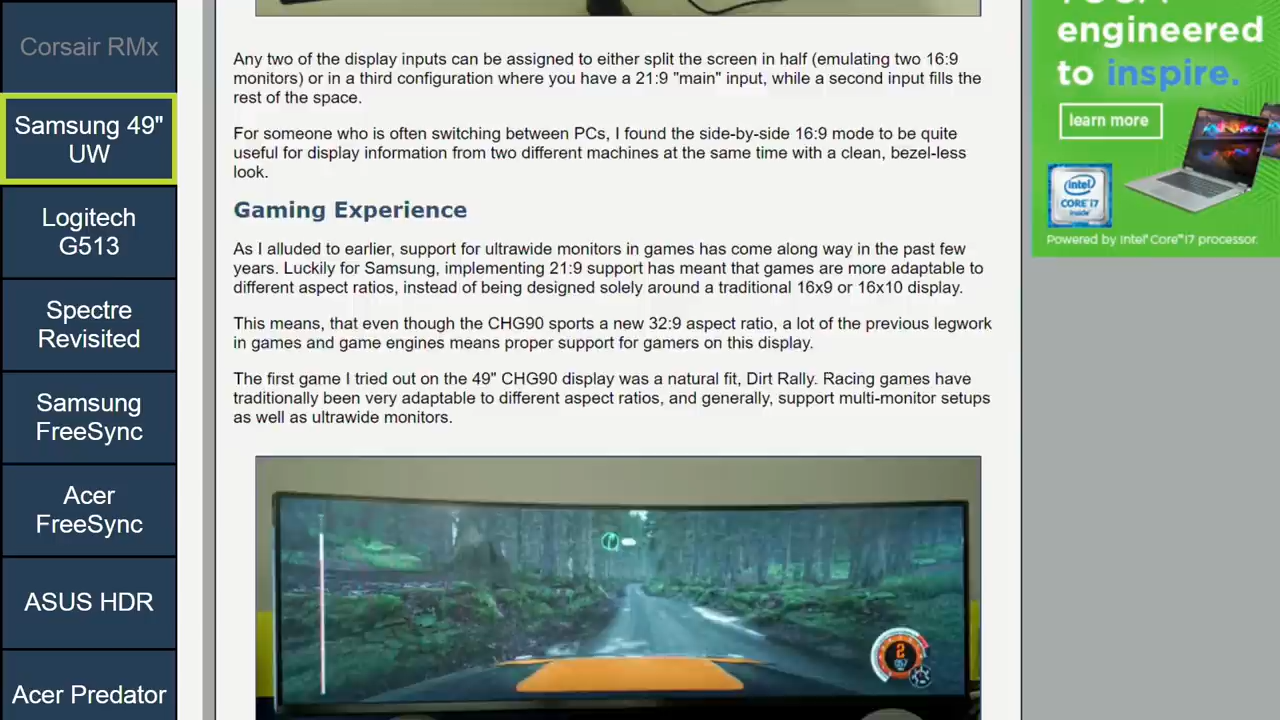 Corsair RMx
Samsung 49"
UW
Logitech
G513
Spectre
Revisited
Samsung
FreeSync
Acer
FreeSync
ASUS HDR
Acer Predator
Any two of the display inputs can be assigned to either split the screen in half (emulating two 16:9
monitors) or in a third configuration where you have a 21:9 "main" input, while a second input fills the
rest of the space.
For someone who is often switching between PCs, I found the side-by-side 16:9 mode to be quite
useful for display information from two different machines at the same time with a clean, bezel-less
look.
Gaming Experience
As I alluded to earlier, support for ultrawide monitors in games has come along way in the past few
years. Luckily for Samsung, implementing 21:9 support has meant that games are more adaptable to
different aspect ratios, instead of being designed solely around a traditional 16x9 or 16x10 display.
This means, that even though the CHG90 sports a new 32:9 aspect ratio, a lot of the previous legwork
in games and game engines means proper support for gamers on this display.
The first game I tried out on the 49" CHG90 display was a natural fit, Dirt Rally. Racing games have
traditionally been very adaptable to different aspect ratios, and generally, support multi-monitor setups
as well as ultrawide monitors.
2
engineered
to inspire.
learn more
intel
CORE i7
inside
Powered by Intel® Core™ i7 processor.